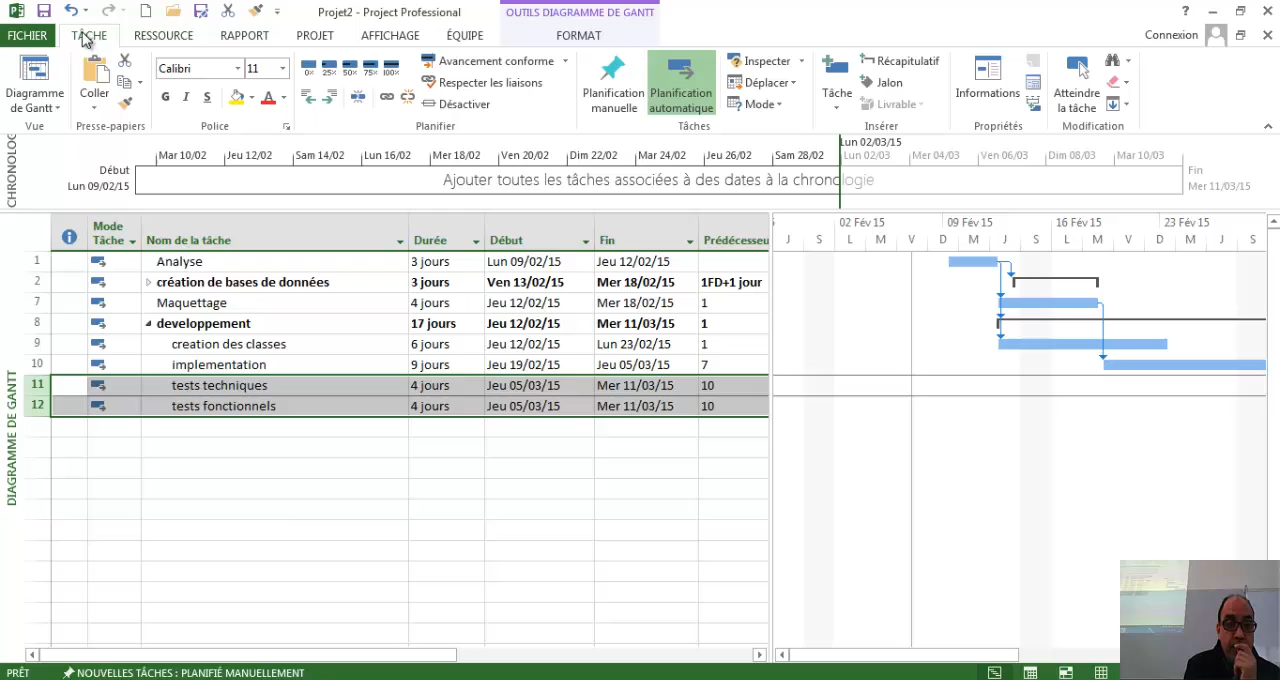 Projet2 - Project Professional
OUTILS DIAGRAMME DE GANTT
?
FICHIER TÂCHE RESSOURCE RAPPORT PROJET AFFICHAGE ÉQUIPE FORMAT Connexion
Diagramme de Gantt
Vue
Coller
Presse-papiers
Calibri 11
G I S A
Police
0% 25% 50% 75% 100%
Avancement conforme
Respecter les liaisons
Désactiver
Planifier
Planification manuelle
Planification automatique
Inspecter
Déplacer
Mode
Tâches
Tâche
Récapitulatif
Jalon
Livrable
Insérer
Informations
Propriétés
Atteindre la tâche
Modification
CHRONOLOG
Lun 02/03/15
Mar 10/02 Jeu 12/02 Sam 14/02 Lun 16/02 Mer 18/02 Ven 20/02 Dim 22/02 Mar 24/02 Jeu 26/02 Sam 28/02 Lun 02/03 Mer 04/03 Ven 06/03 Dim 08/03 Mar 10/03
Début
Lun 09/02/15
Ajouter toutes les tâches associées à des dates à la chronologie
Fin
Mer 11/03/15
DIAGRAMME DE GANTT
Mode Tâche Nom de la tâche Durée Début Fin Prédécesseu
02 Fév 15 09 Fév 15 16 Fév 15 23 Fév 15
J S L M V D M J S L M V D M J S
1 Analyse 3 jours Lun 09/02/15 Jeu 12/02/15
2 création de bases de données 3 jours Ven 13/02/15 Mer 18/02/15 1FD+1 jour
7 Maquettage 4 jours Jeu 12/02/15 Mer 18/02/15 1
8 developpement 17 jours Jeu 12/02/15 Mer 11/03/15 1
9 creation des classes 6 jours Jeu 12/02/15 Lun 23/02/15 1
10 implementation 9 jours Jeu 19/02/15 Jeu 05/03/15 7
11 tests techniques 4 jours Jeu 05/03/15 Mer 11/03/15 10
12 tests fonctionnels 4 jours Jeu 05/03/15 Mer 11/03/15 10
PRÊT NOUVELLES TÂCHES : PLANIFIÉ MANUELLEMENT